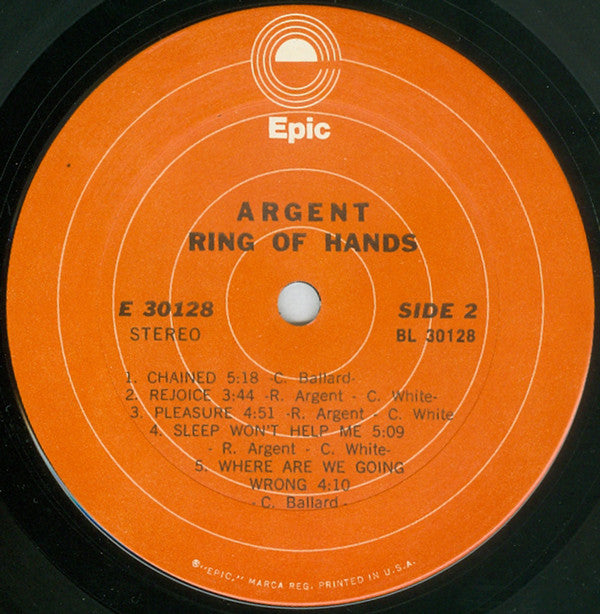 Epic
ARGENT
RING OF HANDS
E 30128 SIDE 2
STEREO BL 30128
1. CHAINED 5:18 -C. Ballard-
2. REJOICE 3:44 -R. Argent - C. White-
3. PLEASURE 4:51 -R. Argent - C. White
4. SLEEP WON'T HELP ME 5:09
- R. Argent - C. White-
5. WHERE ARE WE GOING
WRONG 4:10
- C. Ballard -
®"EPIC," MARCA REG. PRINTED IN U.S.A.